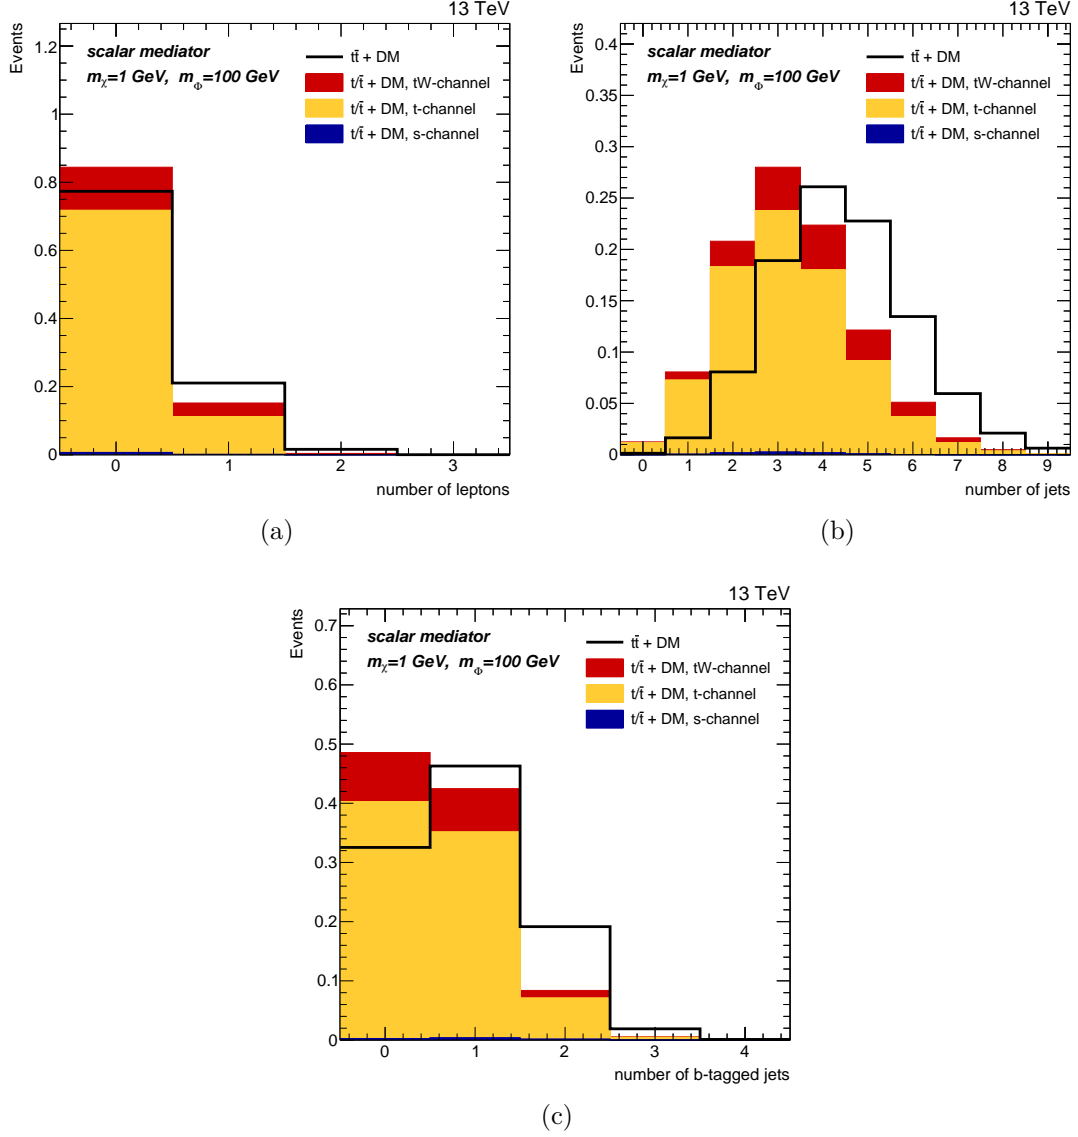 13 TeV
Events
scalar mediator
mχ=1 GeV, mΦ=100 GeV
tt̄ + DM
t/t̄ + DM, tW-channel
t/t̄ + DM, t-channel
t/t̄ + DM, s-channel
1.2
1
0.8
0.6
0.4
0.2
0
0 1 2 3
number of leptons
(a)
13 TeV
Events
scalar mediator
mχ=1 GeV, mΦ=100 GeV
tt̄ + DM
t/t̄ + DM, tW-channel
t/t̄ + DM, t-channel
t/t̄ + DM, s-channel
0.4
0.35
0.3
0.25
0.2
0.15
0.1
0.05
0
0 1 2 3 4 5 6 7 8 9
number of jets
(b)
13 TeV
Events
scalar mediator
mχ=1 GeV, mΦ=100 GeV
tt̄ + DM
t/t̄ + DM, tW-channel
t/t̄ + DM, t-channel
t/t̄ + DM, s-channel
0.7
0.6
0.5
0.4
0.3
0.2
0.1
0
0 1 2 3 4
number of b-tagged jets
(c)